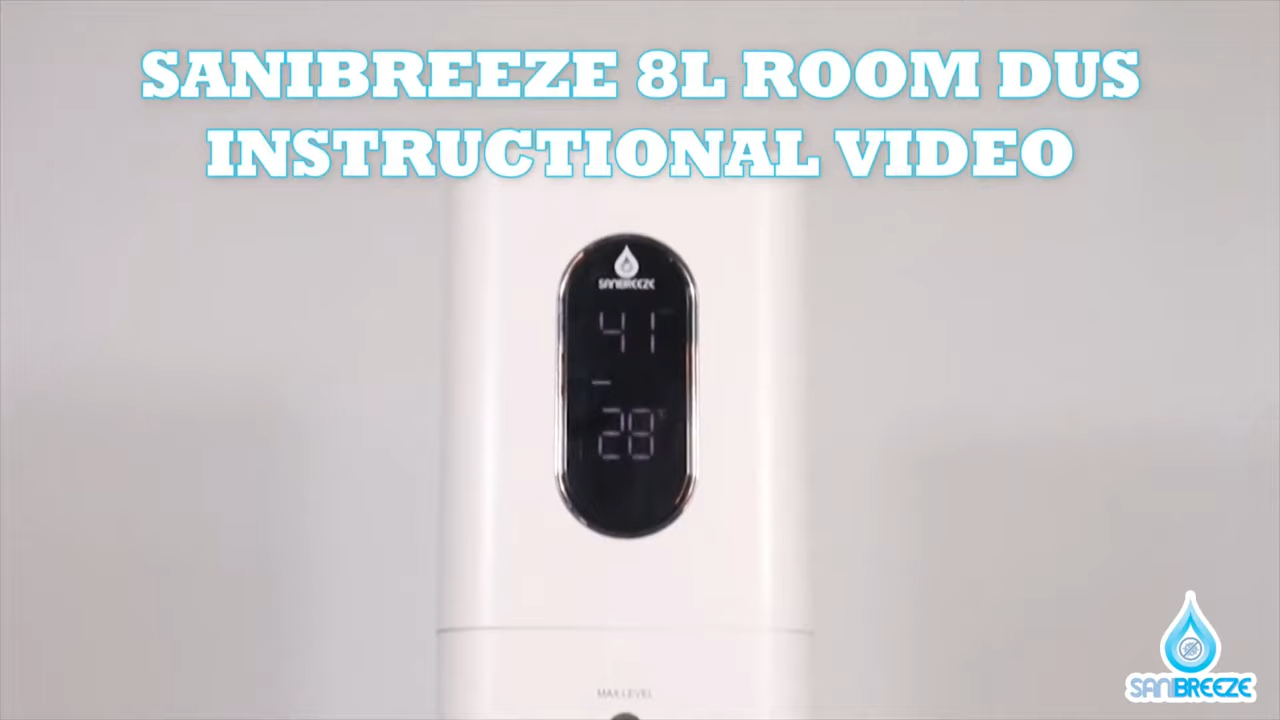 SANIBREEZE 8L ROOM DUS
INSTRUCTIONAL VIDEO
SANIBREEZE
41
28
MAX LEVEL
SANIBREEZE